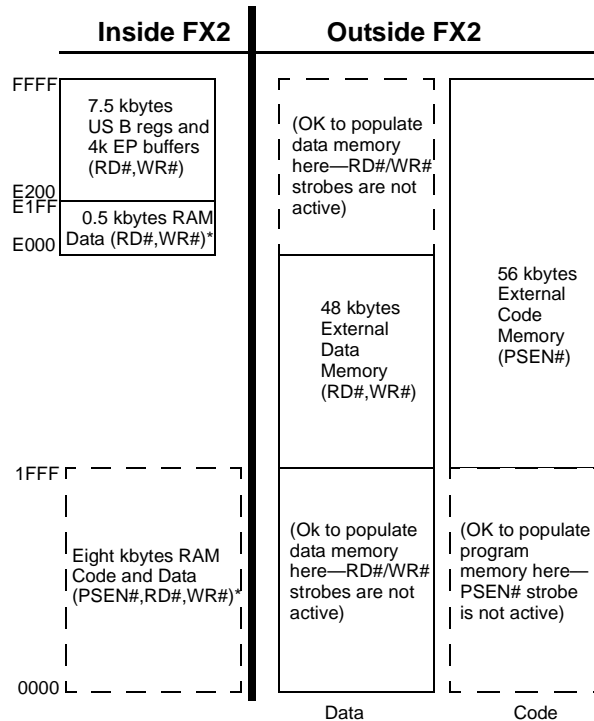 Inside FX2
Outside FX2
FFFF
7.5 kbytes
US B regs and
4k EP buffers
(RD#,WR#)
E200
E1FF
0.5 kbytes RAM
Data (RD#,WR#)*
E000
(OK to populate
data memory
here—RD#/WR#
strobes are not
active)
48 kbytes
External
Data
Memory
(RD#,WR#)
56 kbytes
External
Code
Memory
(PSEN#)
1FFF
Eight kbytes RAM
Code and Data
(PSEN#,RD#,WR#)*
0000
(Ok to populate
data memory
here—RD#/WR#
strobes are not
active)
(OK to populate
program
memory here—
PSEN# strobe
is not active)
Data
Code